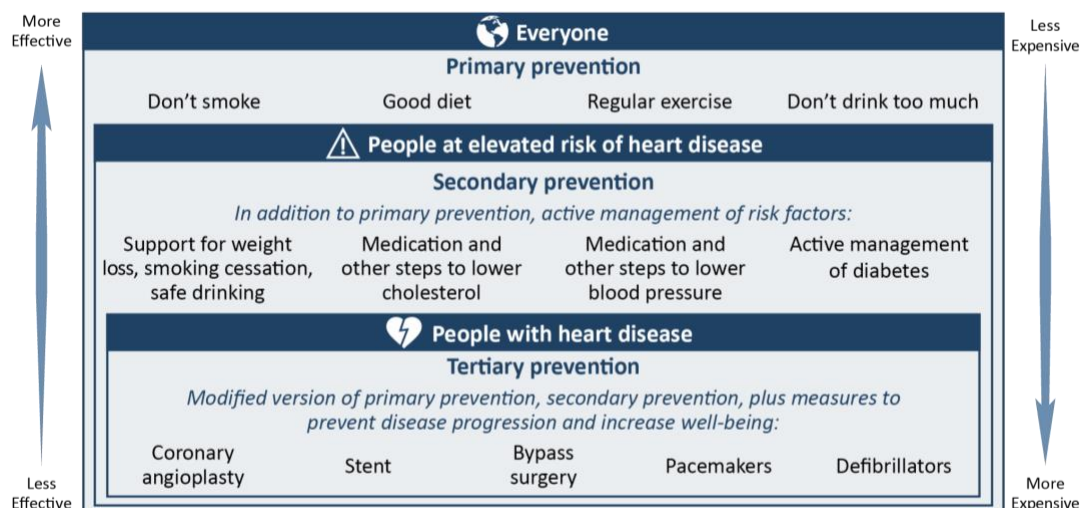 More
Effective
Less
Expensive
Everyone
Primary prevention
Don’t smoke
Good diet
Regular exercise
Don’t drink too much
People at elevated risk of heart disease
Secondary prevention
In addition to primary prevention, active management of risk factors:
Support for weight
loss, smoking cessation,
safe drinking
Medication and
other steps to lower
cholesterol
Medication and
other steps to lower
blood pressure
Active management
of diabetes
People with heart disease
Tertiary prevention
Modified version of primary prevention, secondary prevention, plus measures to
prevent disease progression and increase well-being:
Coronary
angioplasty
Stent
Bypass
surgery
Pacemakers
Defibrillators
Less
Effective
More
Expensive